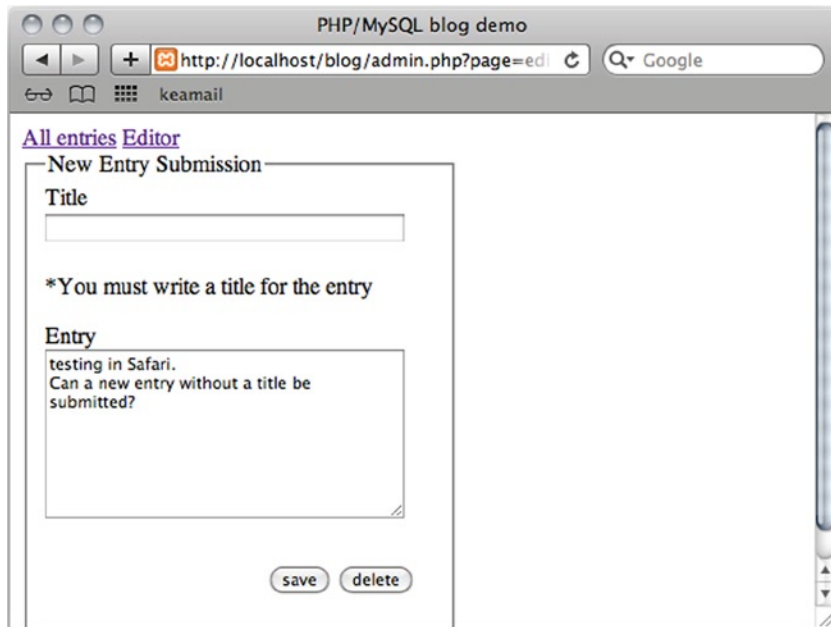 PHP/MySQL blog demo
http://localhost/blog/admin.php?page=edi
Google
keamail
All entries Editor
New Entry Submission
Title
*You must write a title for the entry
Entry
testing in Safari.
Can a new entry without a title be
submitted?
save delete